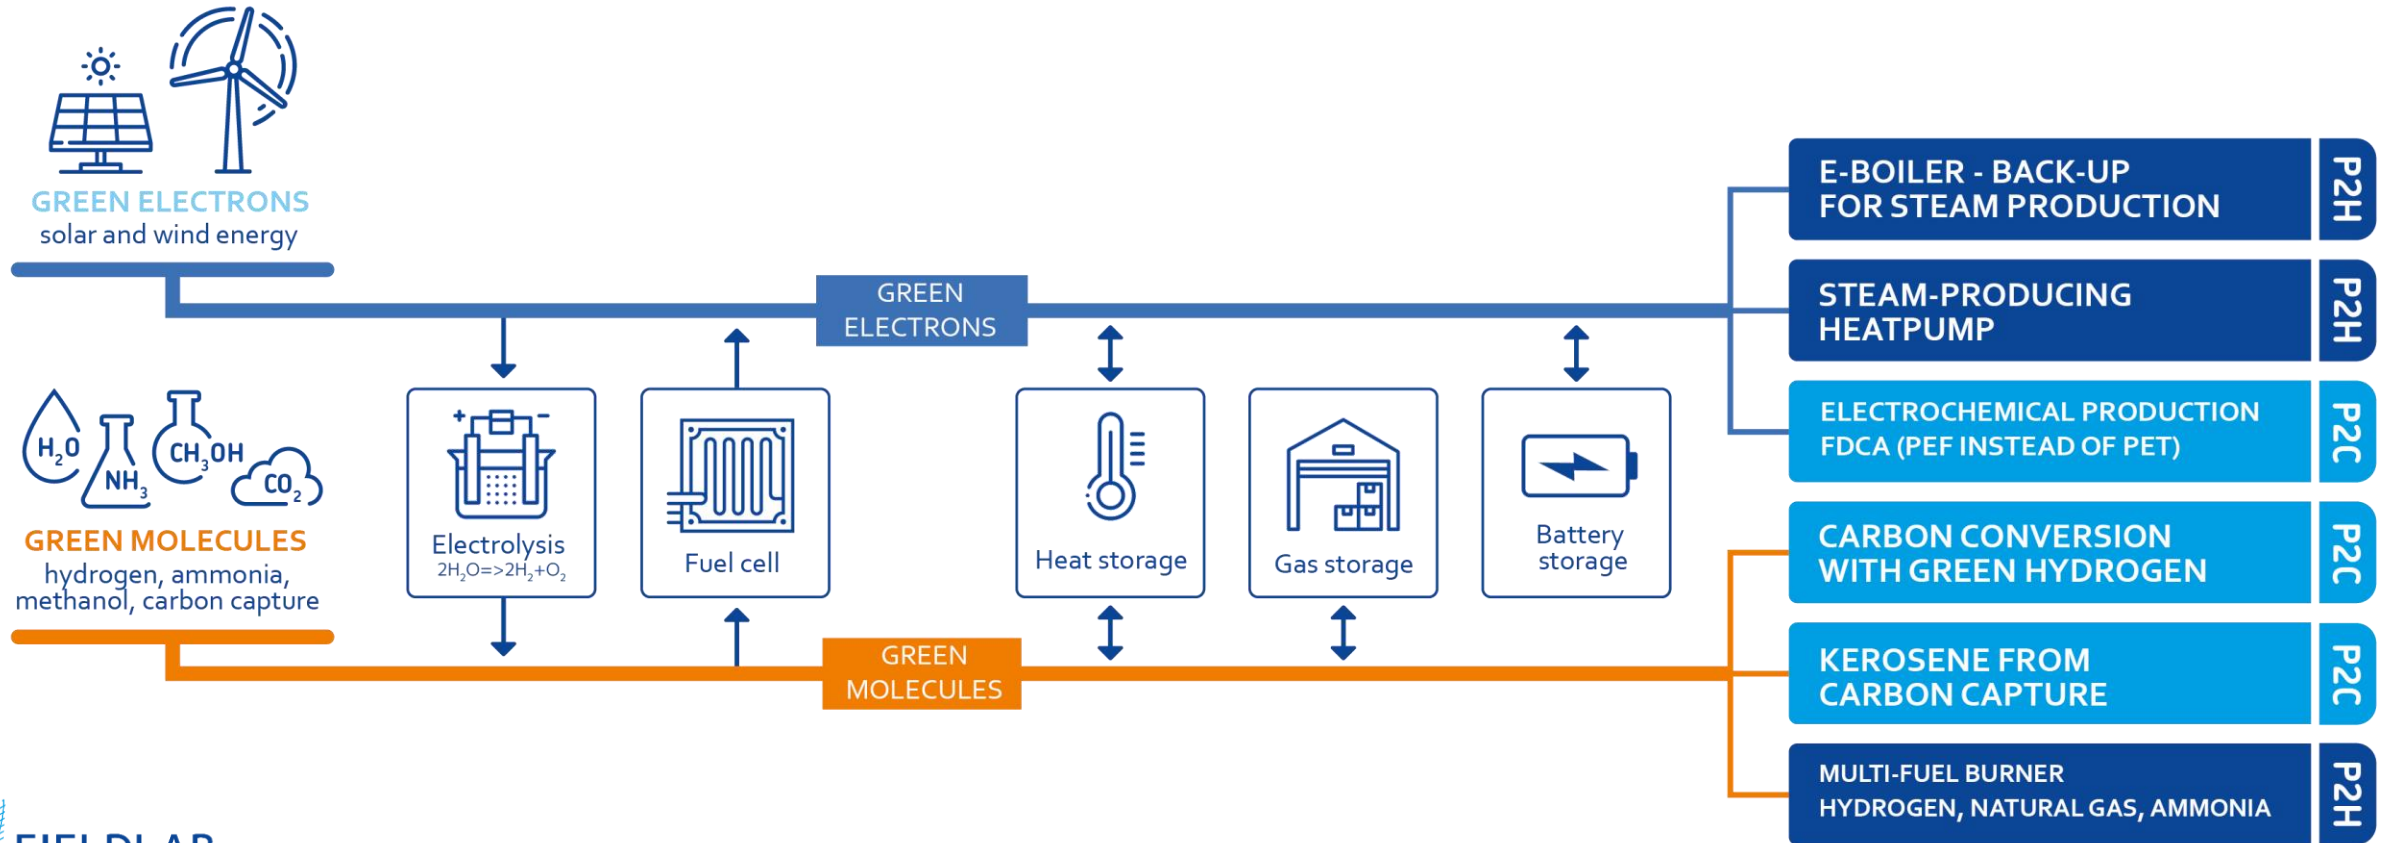 GREEN ELECTRONS
solar and wind energy
H₂O
NH₃
CH₃OH
CO₂
GREEN MOLECULES
hydrogen, ammonia,
methanol, carbon capture
GREEN
ELECTRONS
+ −
Electrolysis
2H₂O=>2H₂+O₂
Fuel cell
Heat storage
Gas storage
Battery
storage
GREEN
MOLECULES
E-BOILER - BACK-UP
FOR STEAM PRODUCTION
P2H
STEAM-PRODUCING
HEATPUMP
P2H
ELECTROCHEMICAL PRODUCTION
FDCA (PEF INSTEAD OF PET)
P2C
CARBON CONVERSION
WITH GREEN HYDROGEN
P2C
KEROSENE FROM
CARBON CAPTURE
P2C
MULTI-FUEL BURNER
HYDROGEN, NATURAL GAS, AMMONIA
P2H
FIELDLAB